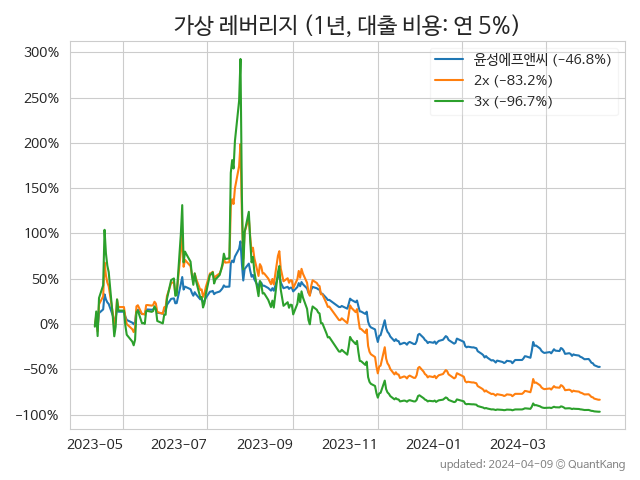 가상 레버리지 (1년, 대출 비용: 연 5%)
윤성에프앤씨 (-46.8%)
2x (-83.2%)
3x (-96.7%)
300%
250%
200%
150%
100%
50%
0%
-50%
-100%
2023-05 2023-07 2023-09 2023-11 2024-01 2024-03
updated: 2024-04-09 © QuantKang